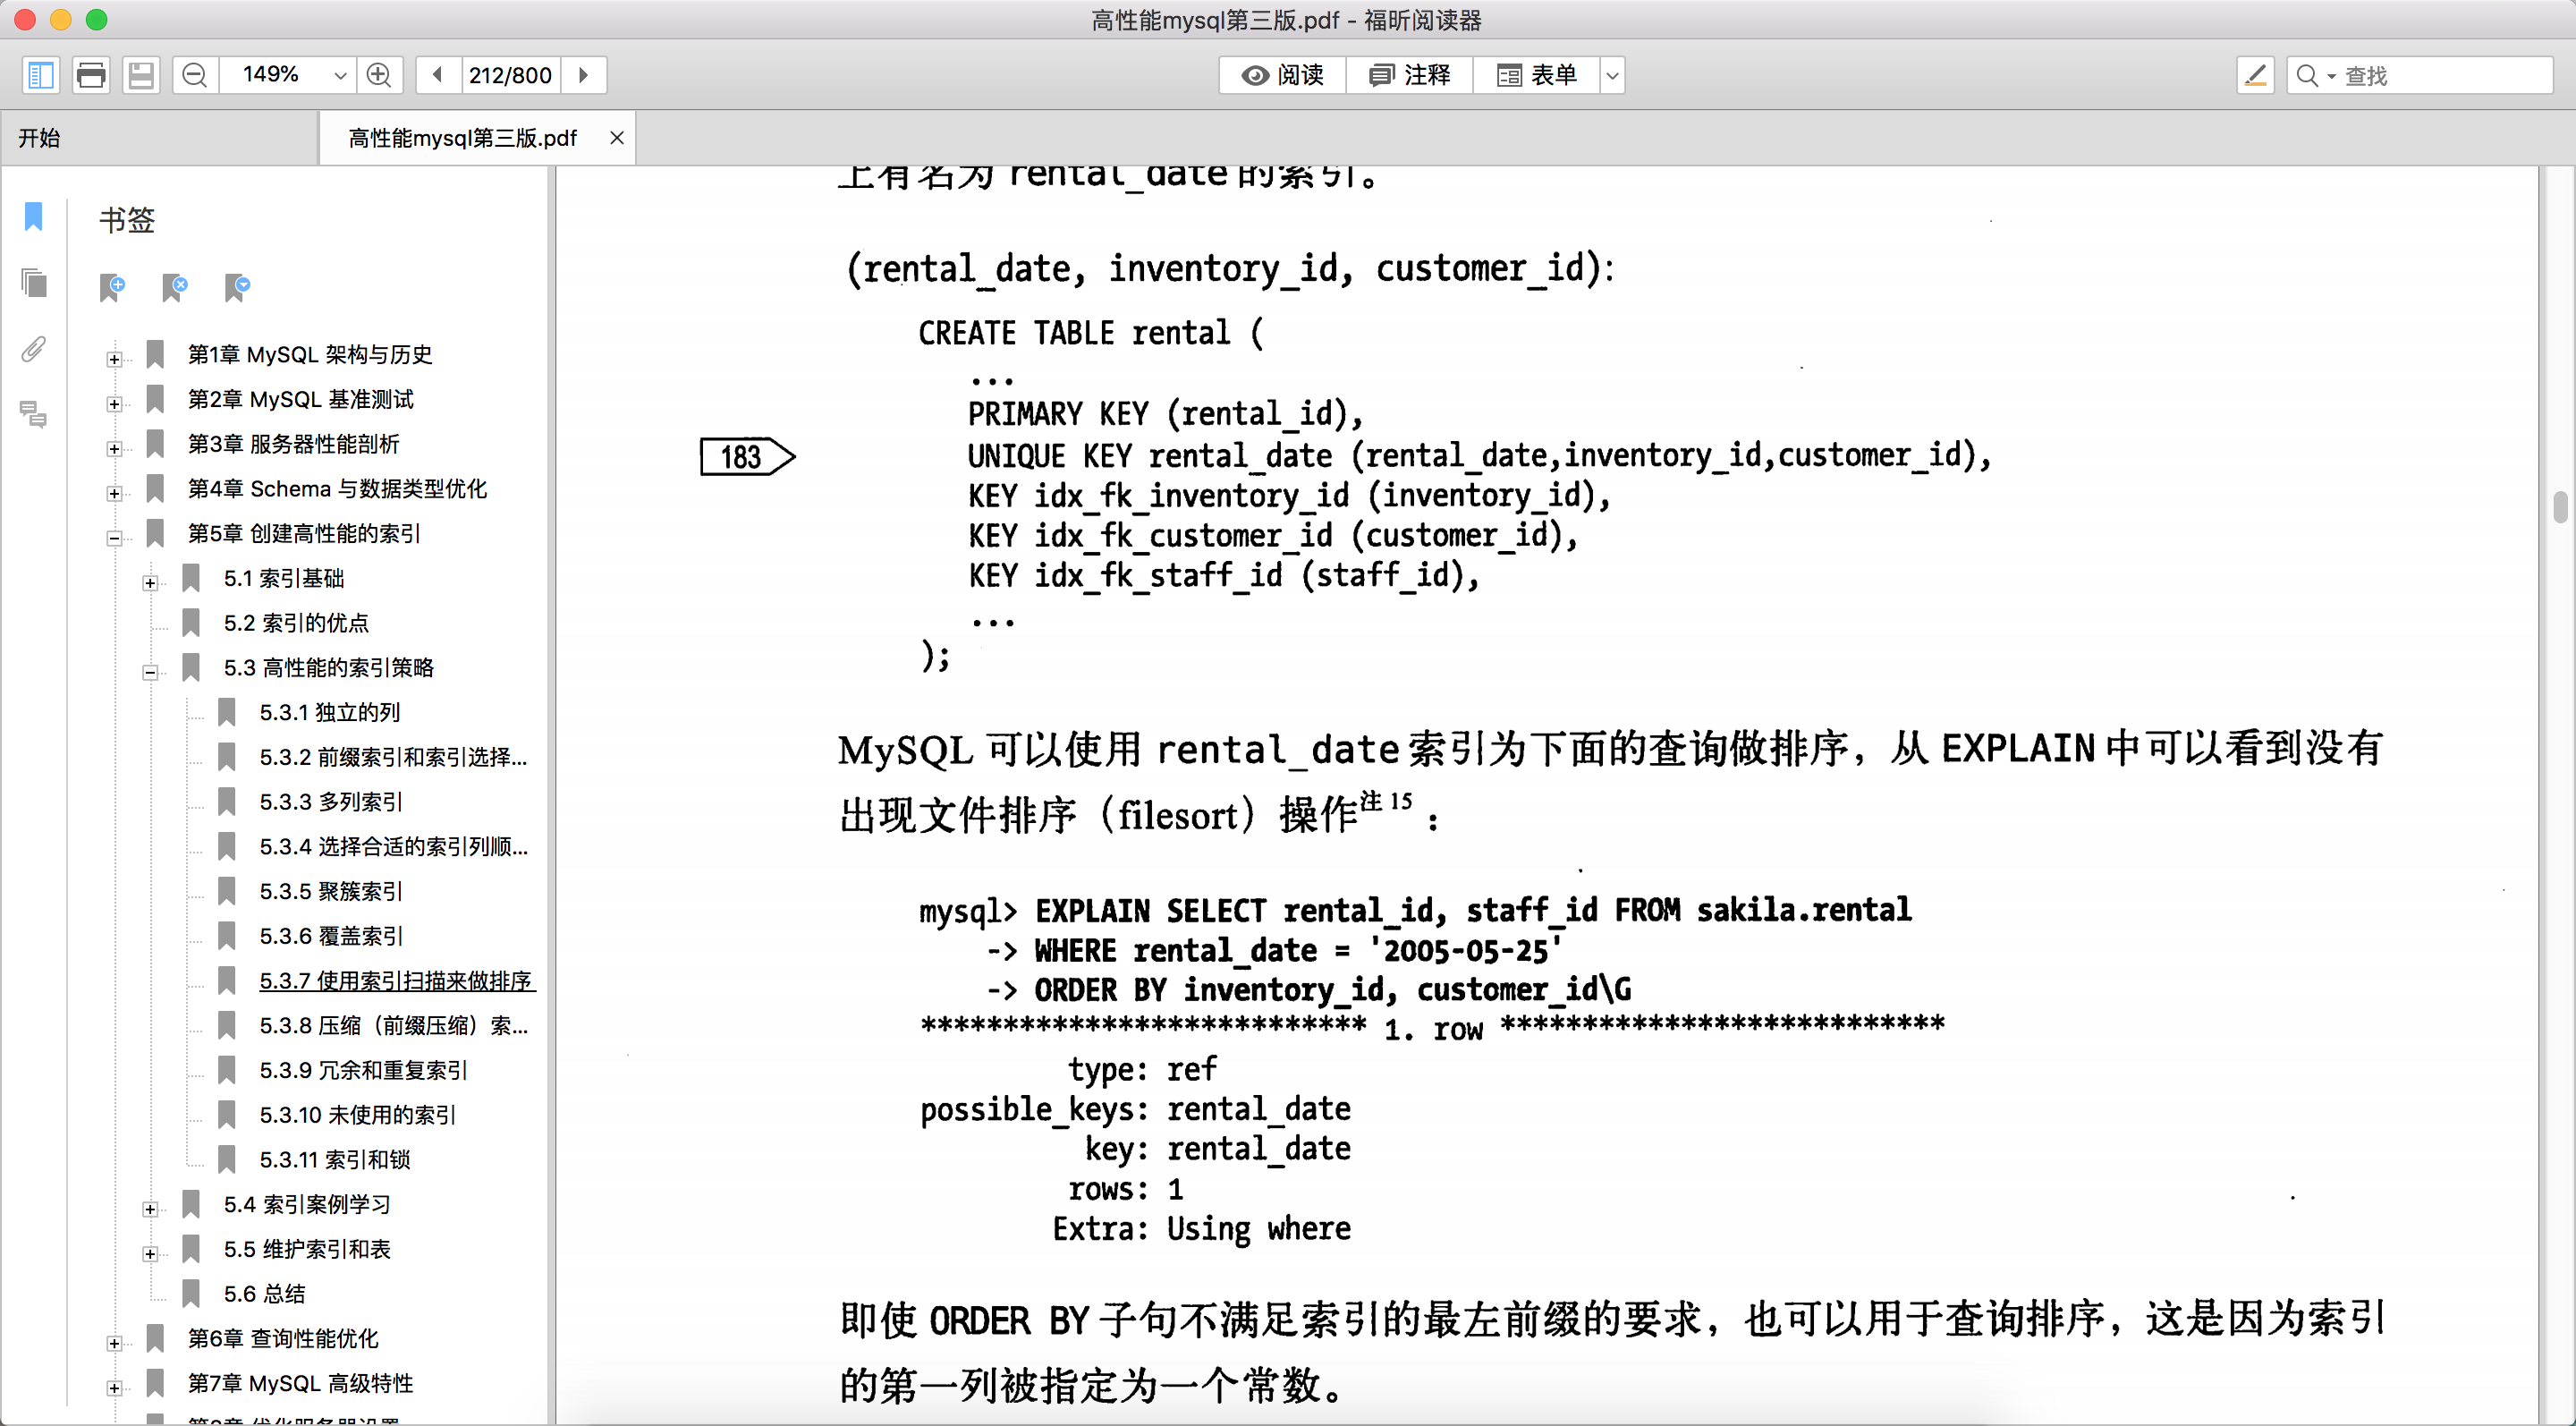 高性能mysql第三版.pdf - 福昕阅读器
149%
212/800
阅读
注释
表单
查找
开始
高性能mysql第三版.pdf
书签
第1章 MySQL 架构与历史
第2章 MySQL 基准测试
第3章 服务器性能剖析
第4章 Schema 与数据类型优化
第5章 创建高性能的索引
5.1 索引基础
5.2 索引的优点
5.3 高性能的索引策略
5.3.1 独立的列
5.3.2 前缀索引和索引选择...
5.3.3 多列索引
5.3.4 选择合适的索引列顺...
5.3.5 聚簇索引
5.3.6 覆盖索引
5.3.7 使用索引扫描来做排序
5.3.8 压缩（前缀压缩）索...
5.3.9 冗余和重复索引
5.3.10 未使用的索引
5.3.11 索引和锁
5.4 索引案例学习
5.5 维护索引和表
5.6 总结
第6章 查询性能优化
第7章 MySQL 高级特性
第8章 优化服务器设置
上有名为 rental_date 的索引。
(rental_date, inventory_id, customer_id):
CREATE TABLE rental (
...
PRIMARY KEY (rental_id),
183
UNIQUE KEY rental_date (rental_date,inventory_id,customer_id),
KEY idx_fk_inventory_id (inventory_id),
KEY idx_fk_customer_id (customer_id),
KEY idx_fk_staff_id (staff_id),
...
);
MySQL 可以使用 rental_date 索引为下面的查询做排序，从 EXPLAIN 中可以看到没有
出现文件排序（filesort）操作注 15：
mysql> EXPLAIN SELECT rental_id, staff_id FROM sakila.rental
-> WHERE rental_date = '2005-05-25'
-> ORDER BY inventory_id, customer_id\G
*************************** 1. row ***************************
type: ref
possible_keys: rental_date
key: rental_date
rows: 1
Extra: Using where
即使 ORDER BY 子句不满足索引的最左前缀的要求，也可以用于查询排序，这是因为索引
的第一列被指定为一个常数。